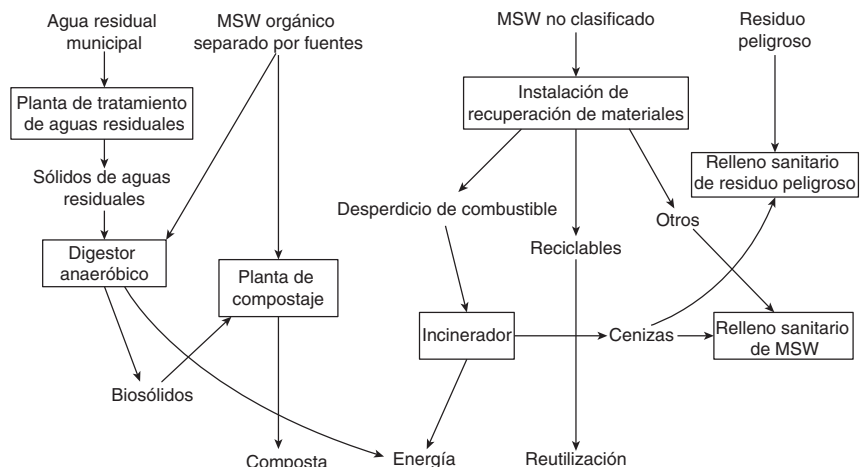 Agua residual
municipal
MSW orgánico
separado por fuentes
MSW no clasificado
Residuo
peligroso
Planta de tratamiento
de aguas residuales
Instalación de
recuperación de materiales
Sólidos de aguas
residuales
Relleno sanitario
de residuo peligroso
Desperdicio de combustible
Otros
Reciclables
Digestor
anaeróbico
Planta de
compostaje
Incinerador
Cenizas
Relleno sanitario
de MSW
Biosólidos
Composta
Energía
Reutilización